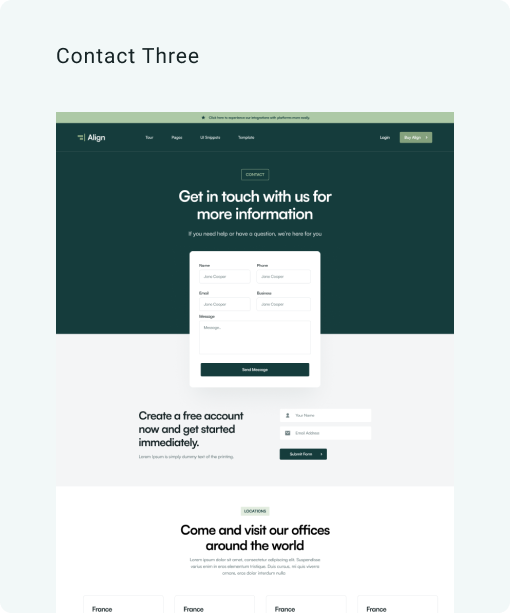 Contact Three
Click here to experience our integrations with platforms more easily.
Align
Tour
Pages
UI Snippets
Template
Login
Buy Align
CONTACT
Get in touch with us for
more information
If you need help or have a question, we're here for you
Name
Phone
Jane Cooper
Jane Cooper
Email
Business
Jane Cooper
Jane Cooper
Message
Message..
Send Message
Create a free account
now and get started
immediately.
Your Name
Email Address
Lorem Ipsum is simply dummy text of the printing.
Submit Form
LOCATIONS
Come and visit our offices
around the world
Lorem ipsum dolor sit amet, consectetur adipiscing elit. Suspendisse
varius enim in eros elementum tristique. Duis cursus, mi quis viverra
ornare, eros dolor interdum nulla
France
France
France
France